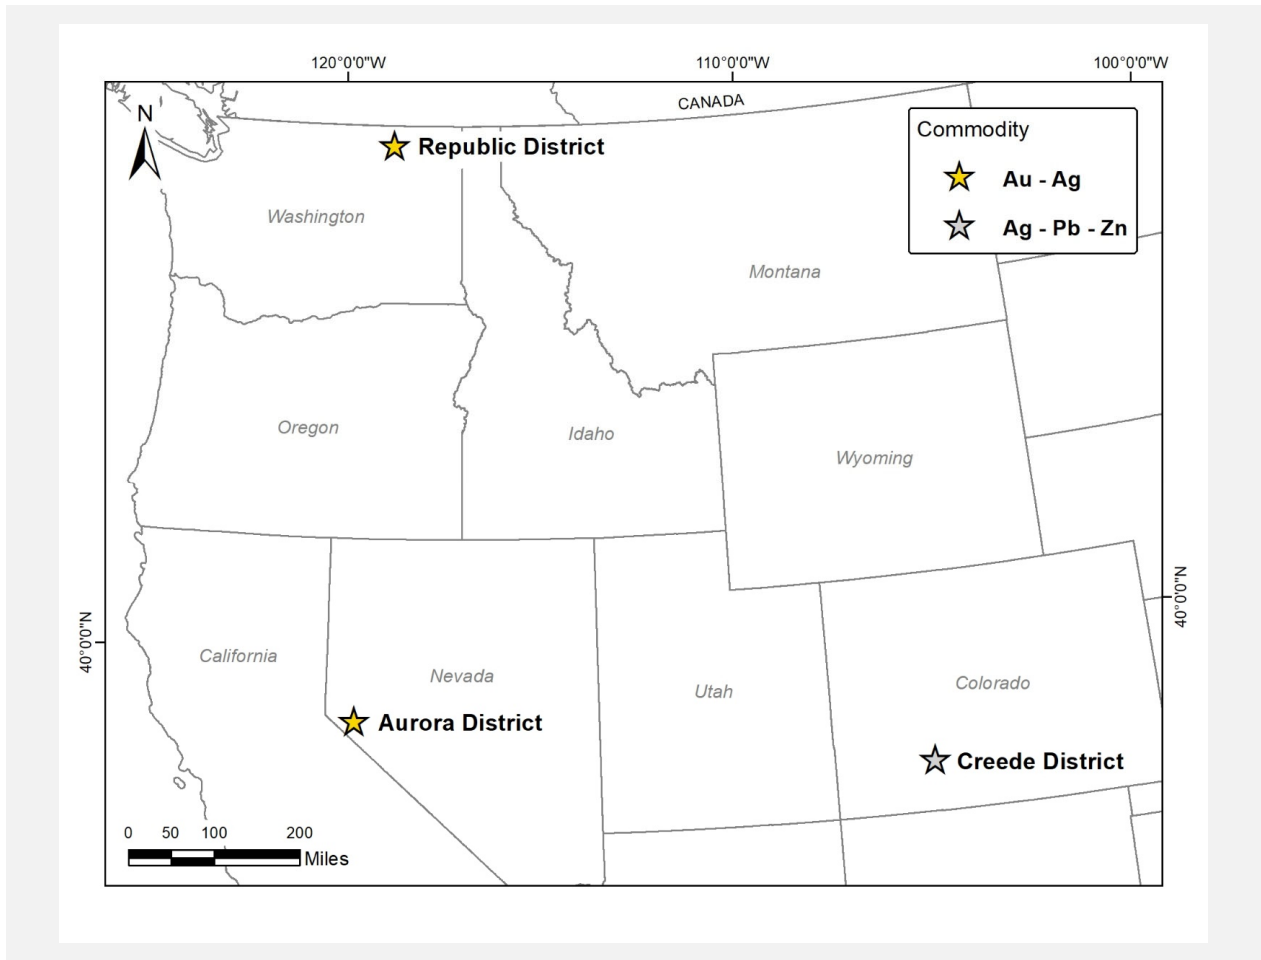 120°0'0"W
110°0'0"W
100°0'0"W
CANADA
N
Commodity
Au - Ag
Ag - Pb - Zn
Republic District
Washington
Montana
Oregon
Idaho
Wyoming
40°0'0"N
40°0'0"N
California
Nevada
Utah
Colorado
Aurora District
Creede District
0 50 100 200
Miles